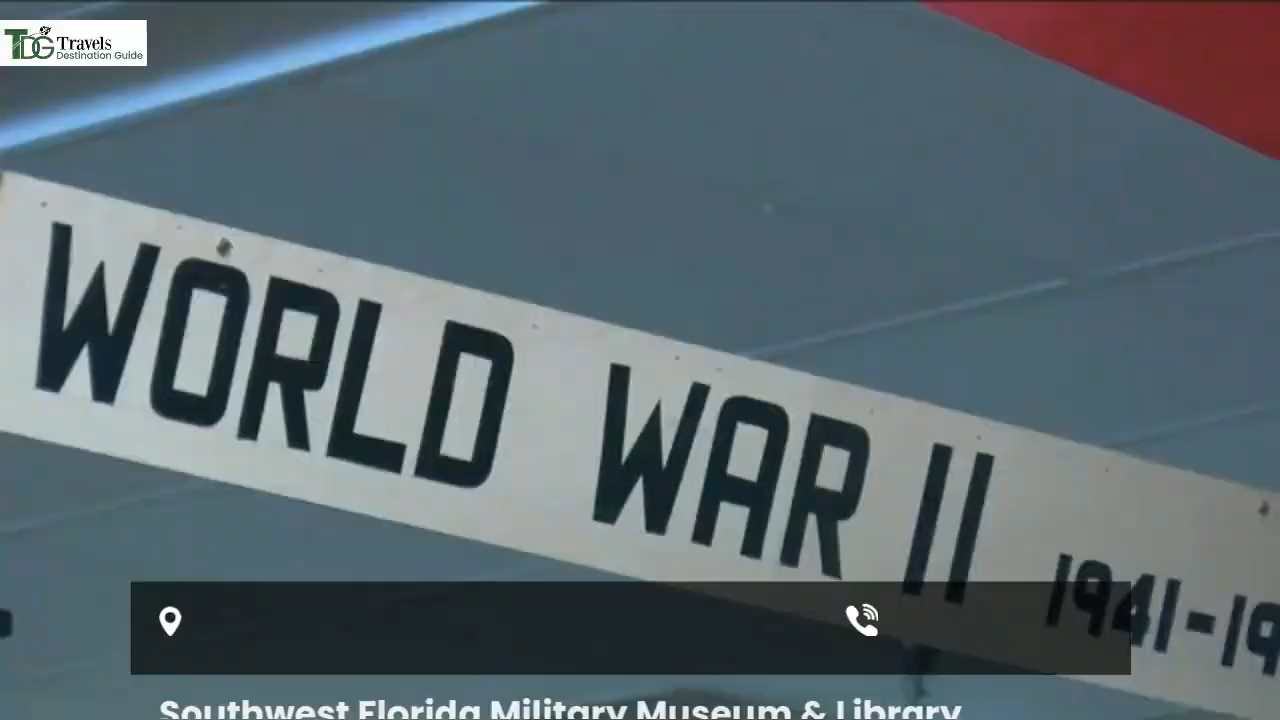 TDG Travels
Destination Guide
WORLD WAR II
1941-19
Southwest Florida Military Museum & Library